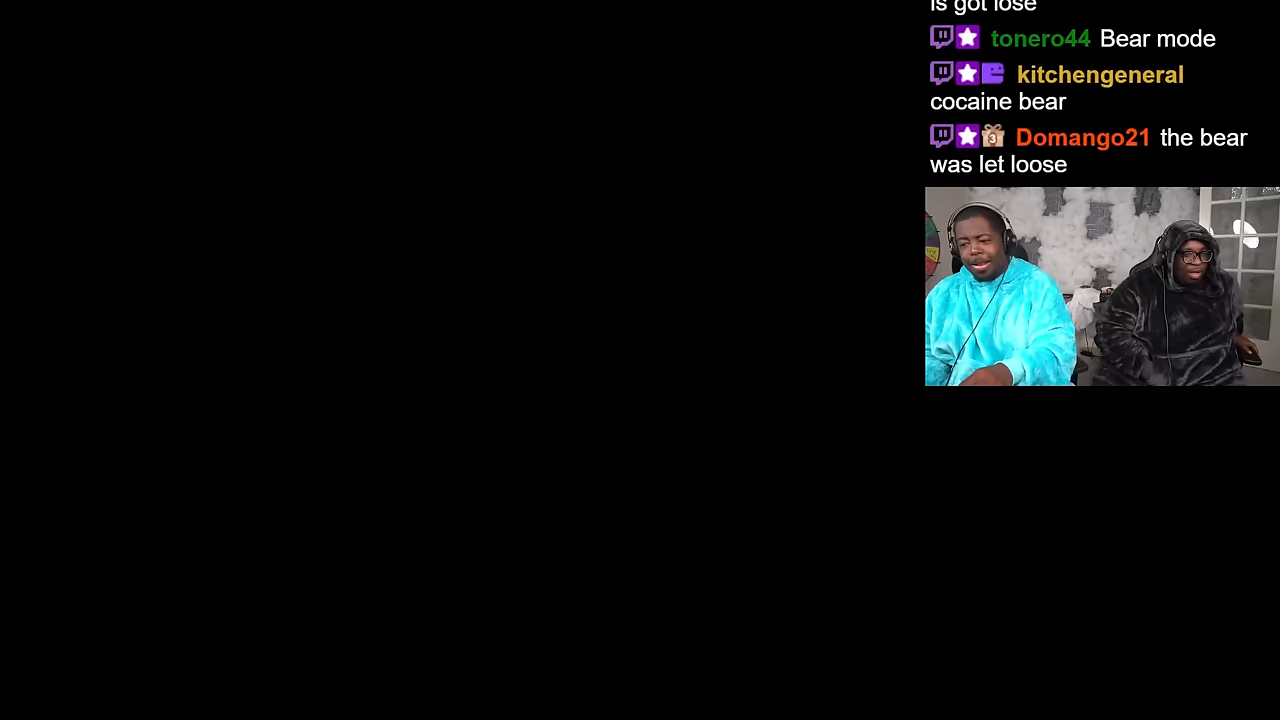 is got lose
tonero44 Bear mode
kitchengeneral
cocaine bear
Domango21 the bear
was let loose